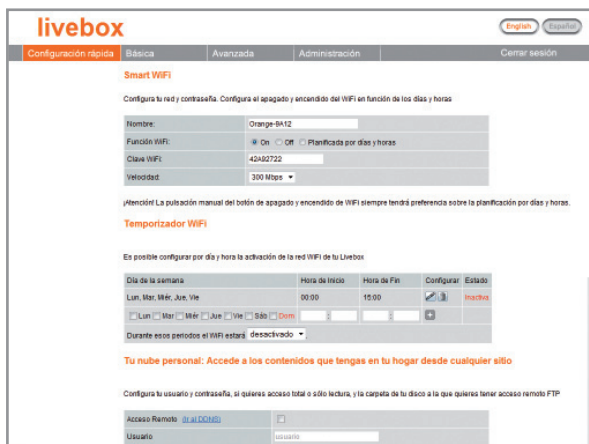 livebox
English Español
Configuración rápida Básica Avanzada Administración Cerrar sesión
Smart WiFi
Configura tu red y contraseña. Configura el apagado y encendido del WiFi en función de los días y horas
Nombre: Orange-9A12
Función WiFi: On Off Planificada por días y horas
Clave WiFi: 42A92722
Velocidad: 300 Mbps
¡Atención! La pulsación manual del botón de apagado y encendido de WiFi siempre tendrá preferencia sobre la planificación por días y horas.
Temporizador WiFi
Es posible configurar por día y hora la activación de la red WiFi de tu Livebox
Día de la semana Hora de Inicio Hora de Fin Configurar Estado
Lun, Mar, Miér, Jue, Vie 00:00 15:00 Inactiva
Lun Mar Miér Jue Vie Sáb Dom : :
Durante esos periodos el WiFi estará desactivado
Tu nube personal: Accede a los contenidos que tengas en tu hogar desde cualquier sitio
Configura tu usuario y contraseña, si quieres acceso total o sólo lectura, y la carpeta de tu disco a la que quieres tener acceso remoto FTP
Acceso Remoto (Ir al DDNS)
Usuario usuario